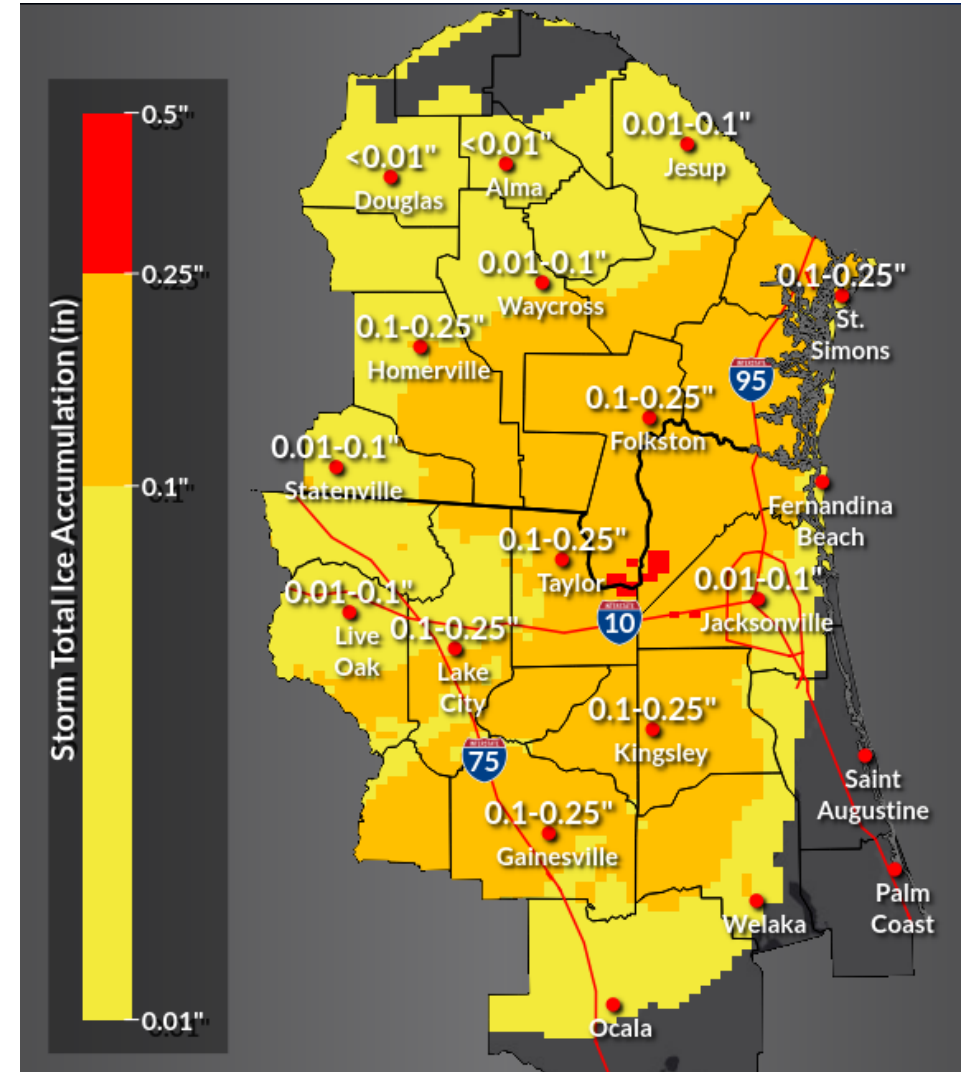 0.5"
0.25"
0.1"
0.01"
Storm Total Ice Accumulation (in)
0.01-0.1"
Jesup
<0.01"
Douglas
<0.01"
Alma
0.01-0.1"
Waycross
0.1-0.25"
St.
Simons
0.1-0.25"
Homerville
95
0.1-0.25"
Folkston
0.01-0.1"
Statenville
Fernandina
Beach
0.1-0.25"
Taylor
0.01-0.1"
Jacksonville
INTERSTATE
10
0.01-0.1"
Live
Oak
0.1-0.25"
Lake
City
0.1-0.25"
Kingsley
75
Saint
Augustine
0.1-0.25"
Gainesville
Palm
Coast
Welaka
Ocala